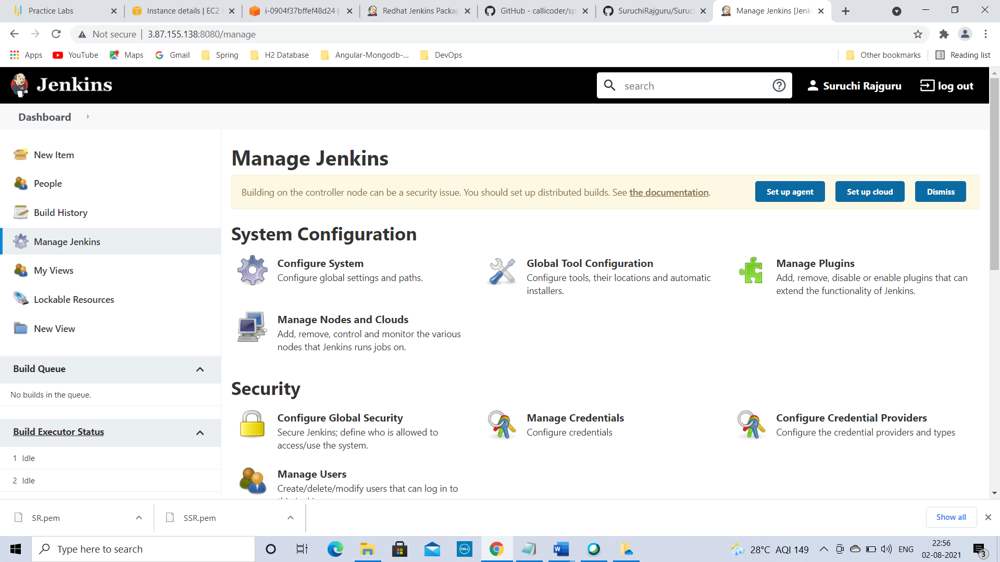 Practice Labs
Instance details | EC2
i-0904f37bffef48d24 |
Redhat Jenkins Packag
GitHub - callicoder/sp
SuruchiRajguru/Suruc
Manage Jenkins [Jenk
Not secure | 3.87.155.138:8080/manage
Apps YouTube Maps Gmail Spring H2 Database Angular-Mongodb-... DevOps Other bookmarks Reading list
Jenkins
search
Suruchi Rajguru
log out
Dashboard
New Item
People
Build History
Manage Jenkins
My Views
Lockable Resources
New View
Build Queue
No builds in the queue.
Build Executor Status
1 Idle
2 Idle
Manage Jenkins
Building on the controller node can be a security issue. You should set up distributed builds. See the documentation.
Set up agent
Set up cloud
Dismiss
System Configuration
Configure System
Configure global settings and paths.
Global Tool Configuration
Configure tools, their locations and automatic
installers.
Manage Plugins
Add, remove, disable or enable plugins that can
extend the functionality of Jenkins.
Manage Nodes and Clouds
Add, remove, control and monitor the various
nodes that Jenkins runs jobs on.
Security
Configure Global Security
Secure Jenkins; define who is allowed to
access/use the system.
Manage Credentials
Configure credentials
Configure Credential Providers
Configure the credential providers and types
Manage Users
Create/delete/modify users that can log in to
SR.pem
SSR.pem
Show all
Type here to search
DELL
28°C AQI 149
ENG
22:56
02-08-2021
3